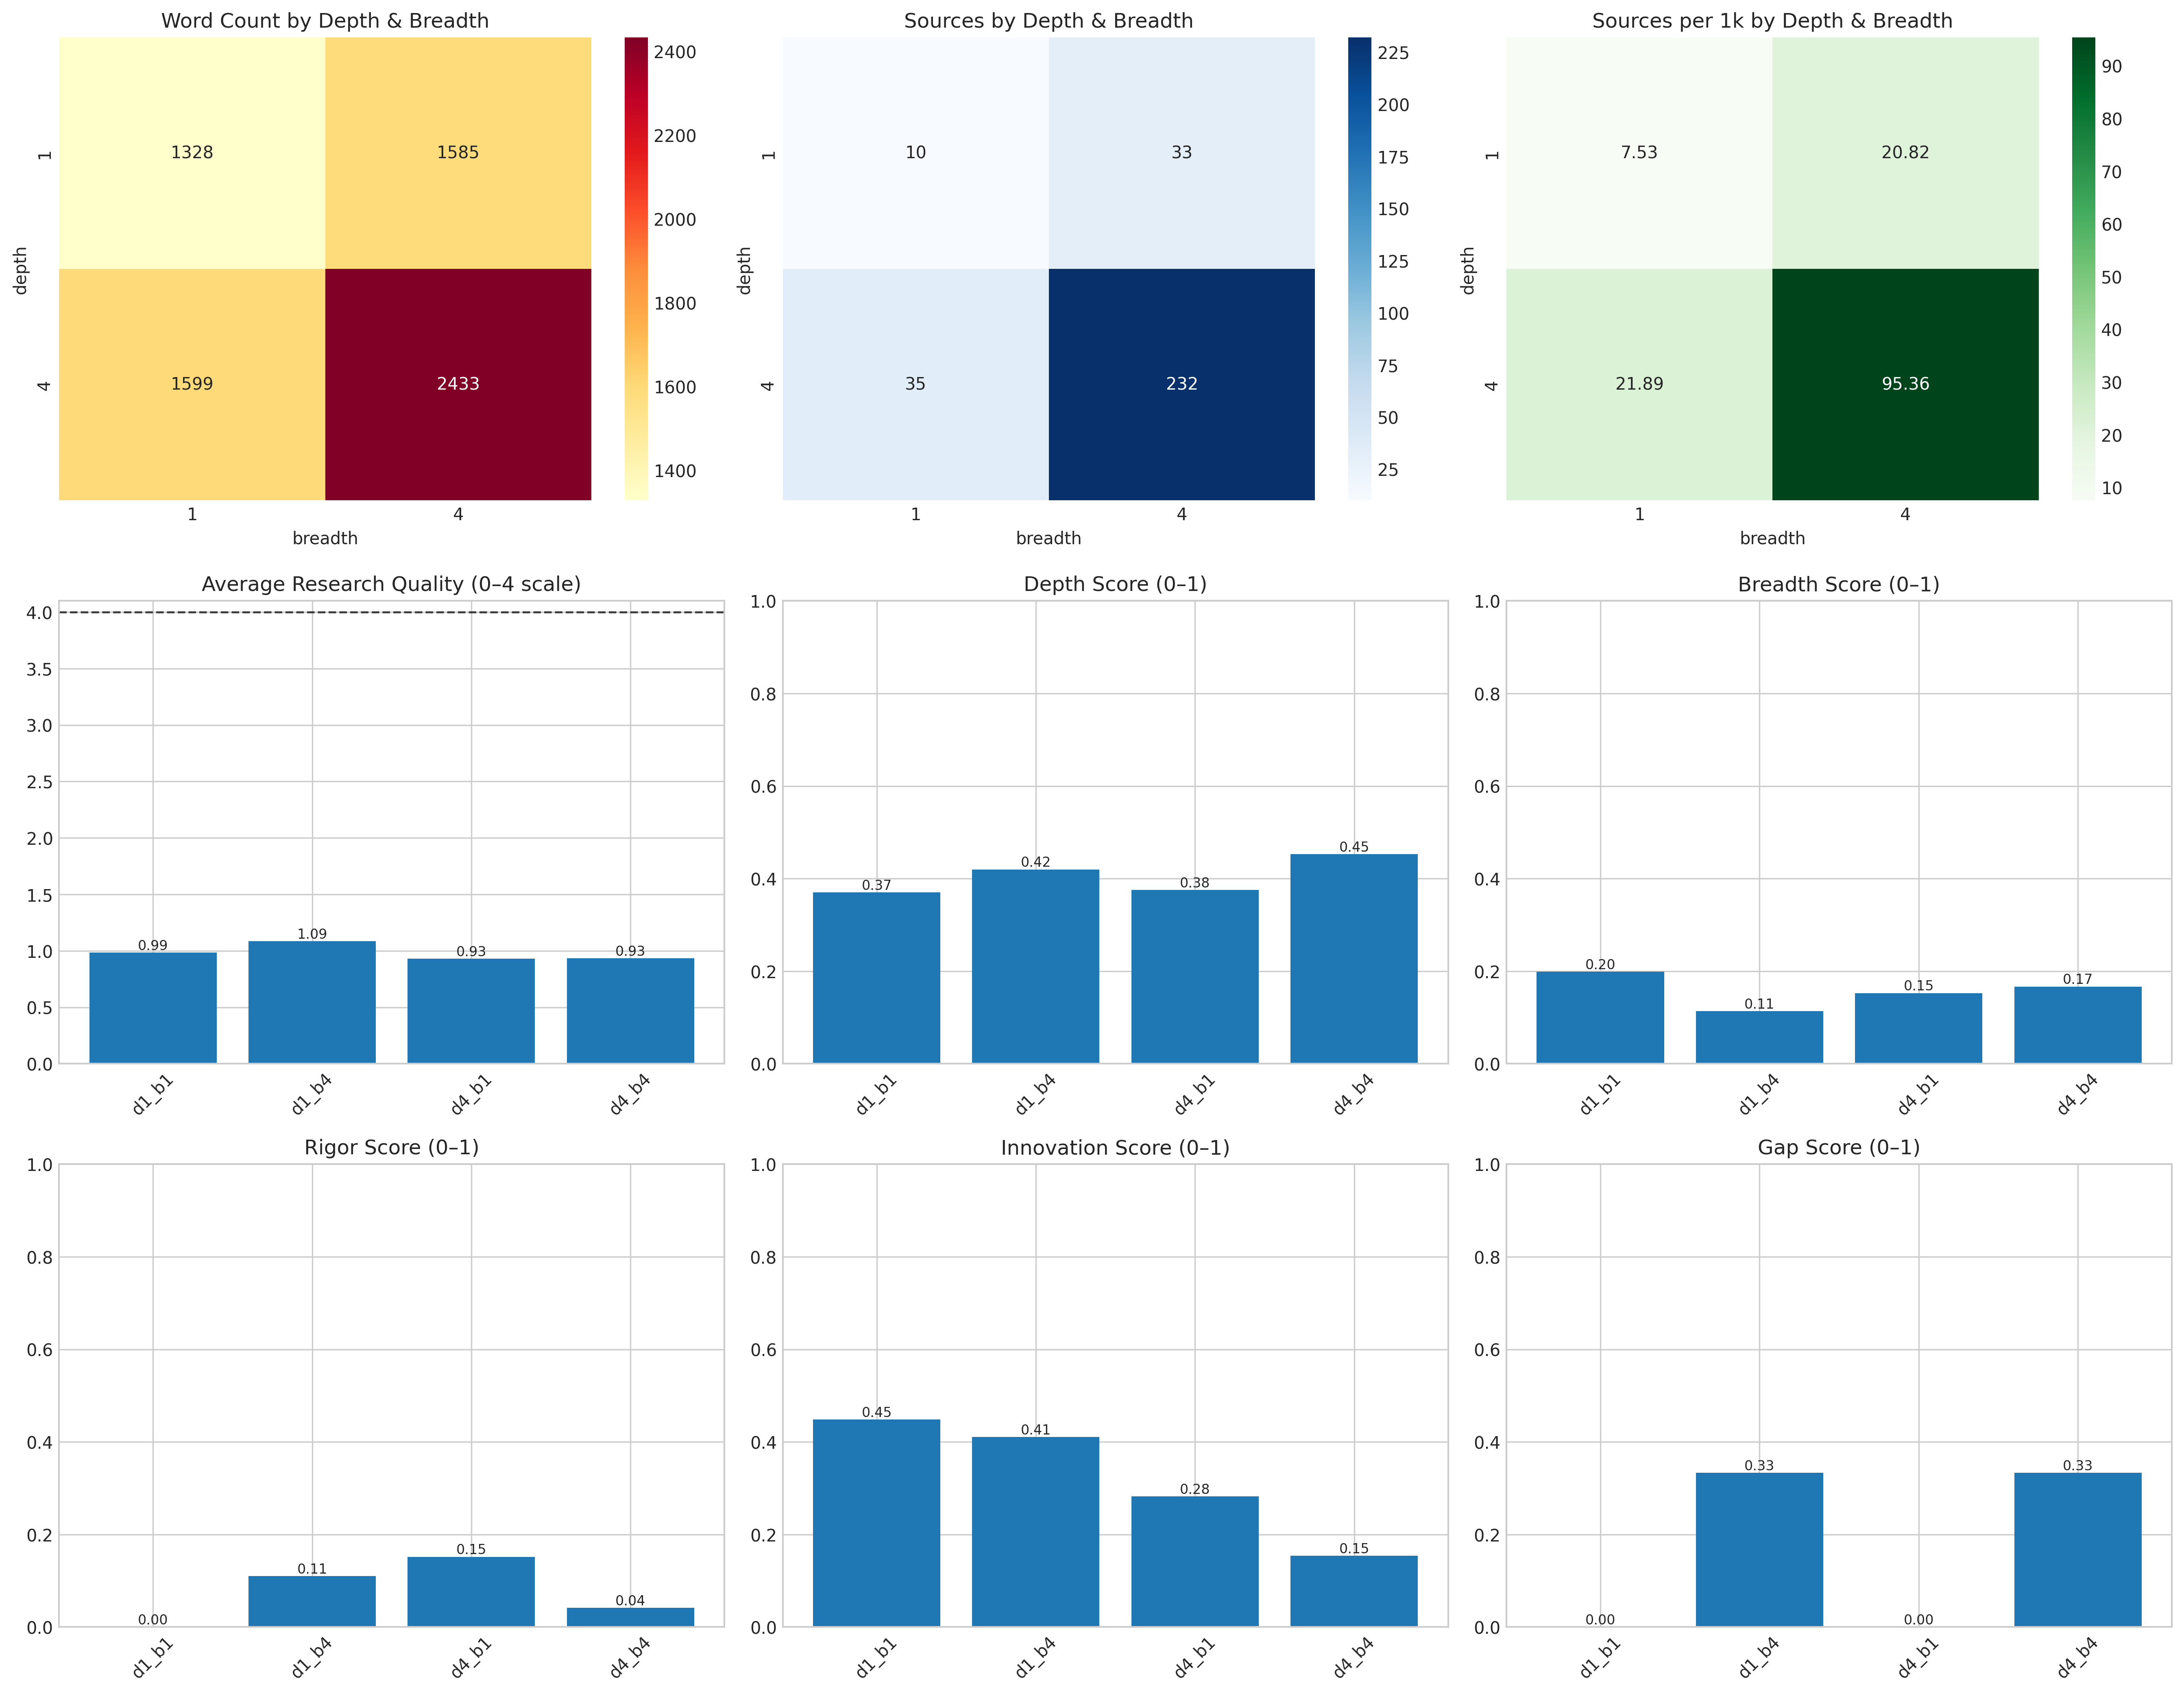 Word Count by Depth & Breadth
1328 1585
1599 2433
depth
1
4
1 4
breadth
2400
2200
2000
1800
1600
1400
Sources by Depth & Breadth
10 33
35 232
depth
1
4
1 4
breadth
225
200
175
150
125
100
75
50
25
Sources per 1k by Depth & Breadth
7.53 20.82
21.89 95.36
depth
1
4
1 4
breadth
90
80
70
60
50
40
30
20
10
Average Research Quality (0–4 scale)
4.0
3.5
3.0
2.5
2.0
1.5
1.0
0.5
0.0
0.99 1.09 0.93 0.93
d1_b1 d1_b4 d4_b1 d4_b4
Depth Score (0–1)
1.0
0.8
0.6
0.4
0.2
0.0
0.37 0.42 0.38 0.45
d1_b1 d1_b4 d4_b1 d4_b4
Breadth Score (0–1)
1.0
0.8
0.6
0.4
0.2
0.0
0.20 0.11 0.15 0.17
d1_b1 d1_b4 d4_b1 d4_b4
Rigor Score (0–1)
1.0
0.8
0.6
0.4
0.2
0.0
0.00 0.11 0.15 0.04
d1_b1 d1_b4 d4_b1 d4_b4
Innovation Score (0–1)
1.0
0.8
0.6
0.4
0.2
0.0
0.45 0.41 0.28 0.15
d1_b1 d1_b4 d4_b1 d4_b4
Gap Score (0–1)
1.0
0.8
0.6
0.4
0.2
0.0
0.00 0.33 0.00 0.33
d1_b1 d1_b4 d4_b1 d4_b4